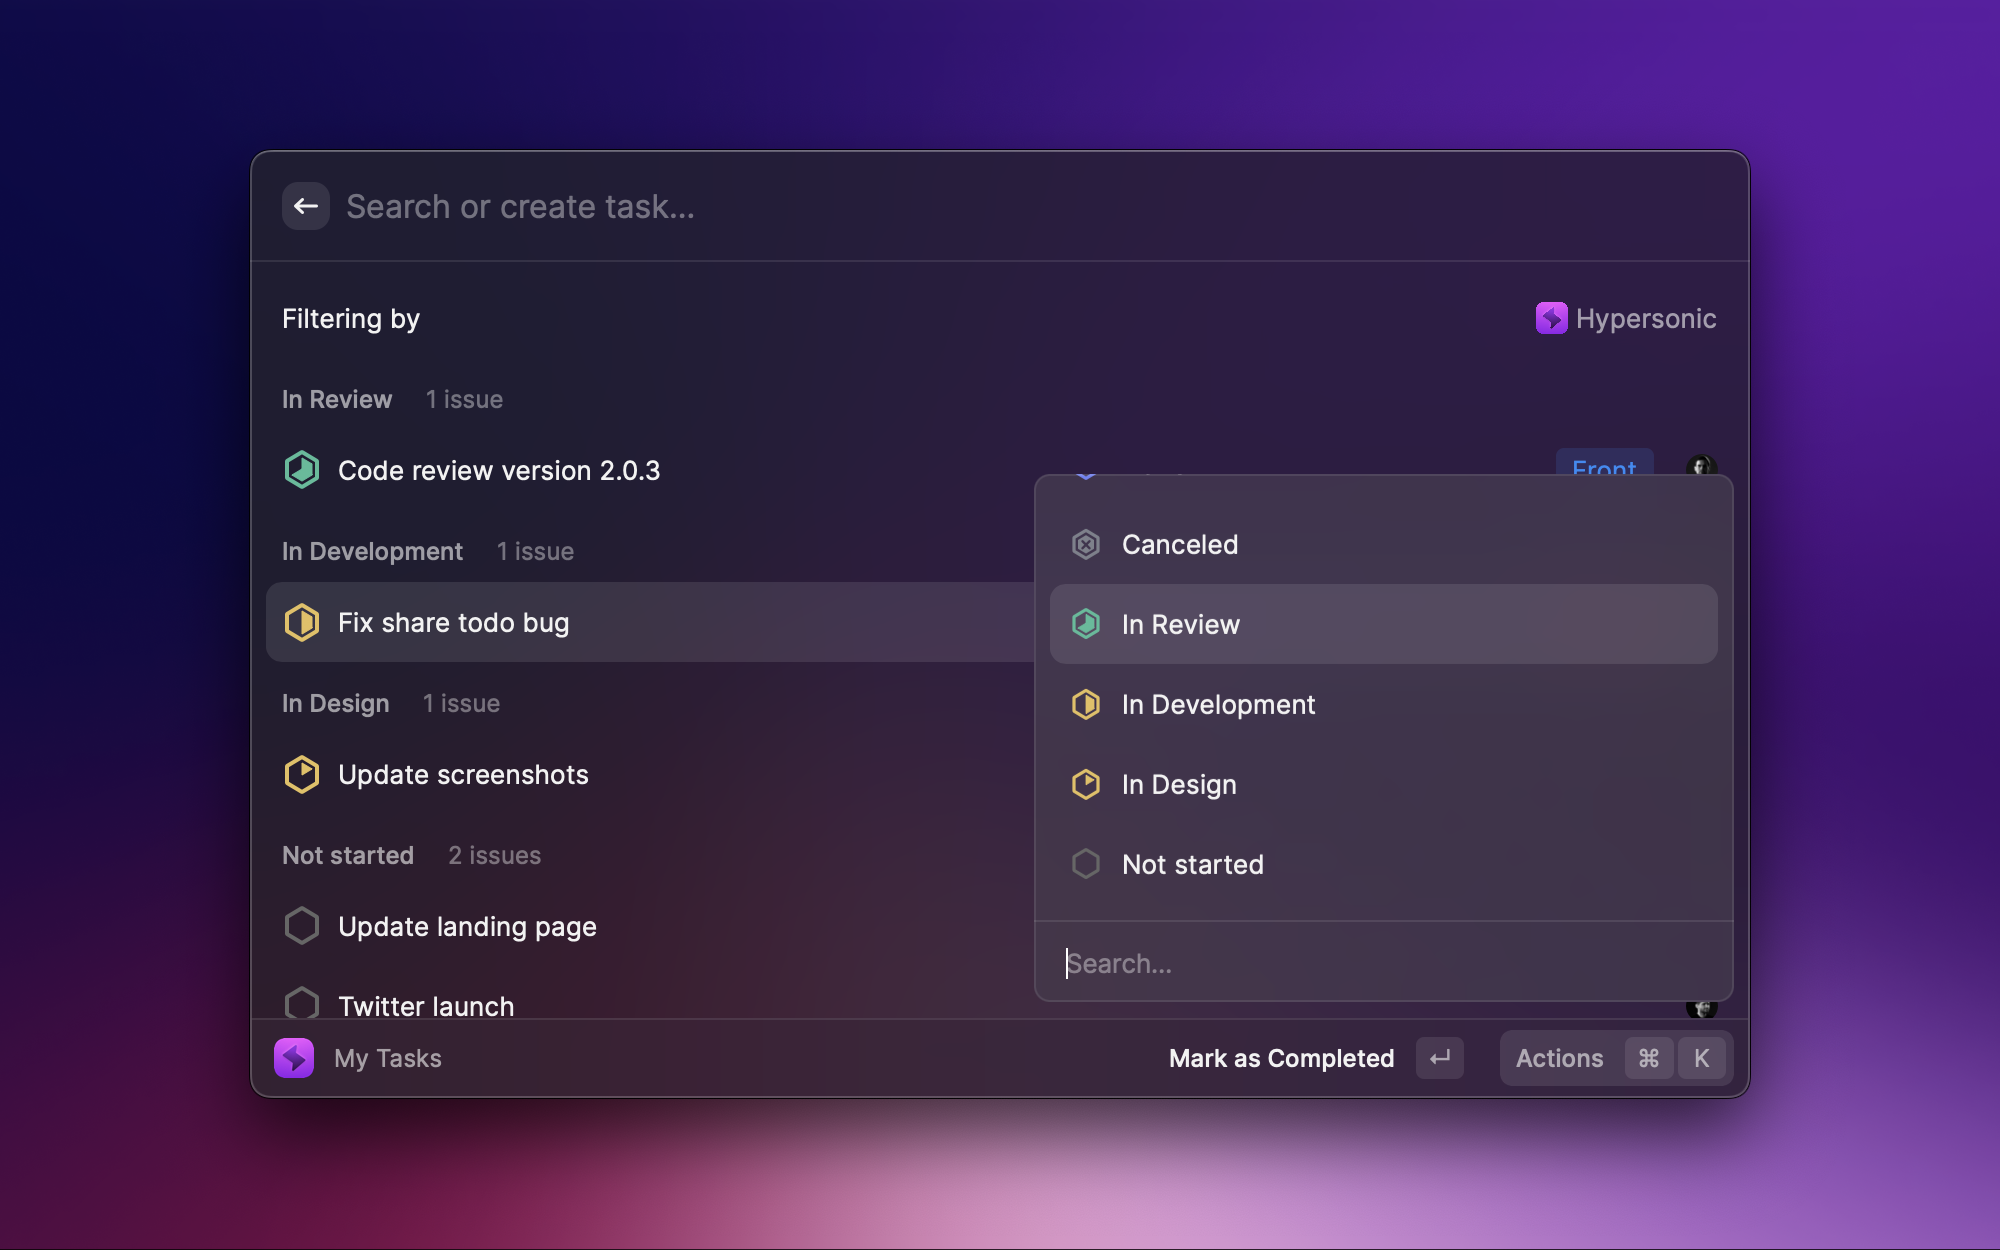 Search or create task...
Filtering by
Hypersonic
In Review 1 issue
Code review version 2.0.3
Front
In Development 1 issue
Fix share todo bug
In Design 1 issue
Update screenshots
Not started 2 issues
Update landing page
Twitter launch
Canceled
In Review
In Development
In Design
Not started
Search...
My Tasks
Mark as Completed
Actions ⌘ K